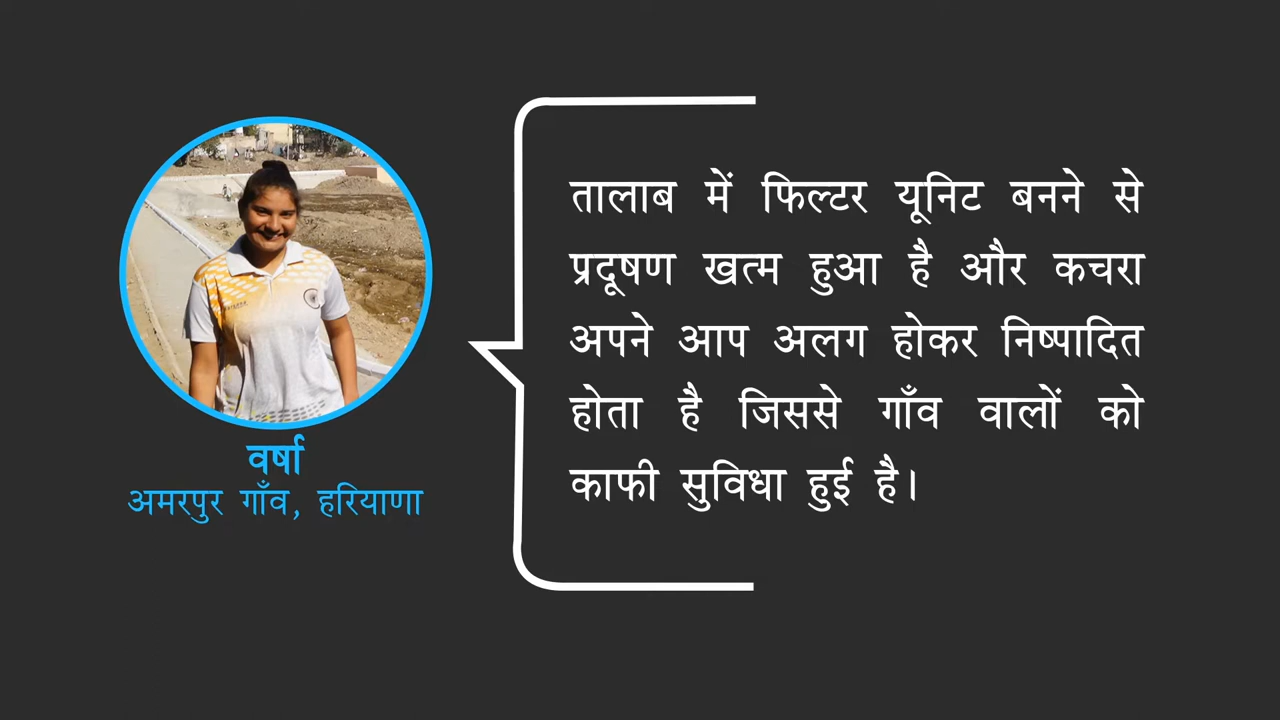 तालाब में फिल्टर यूनिट बनने से
प्रदूषण खत्म हुआ है और कचरा
अपने आप अलग होकर निष्पादित
होता है जिससे गाँव वालों को
काफी सुविधा हुई है।
वर्षा
अमरपुर गाँव, हरियाणा